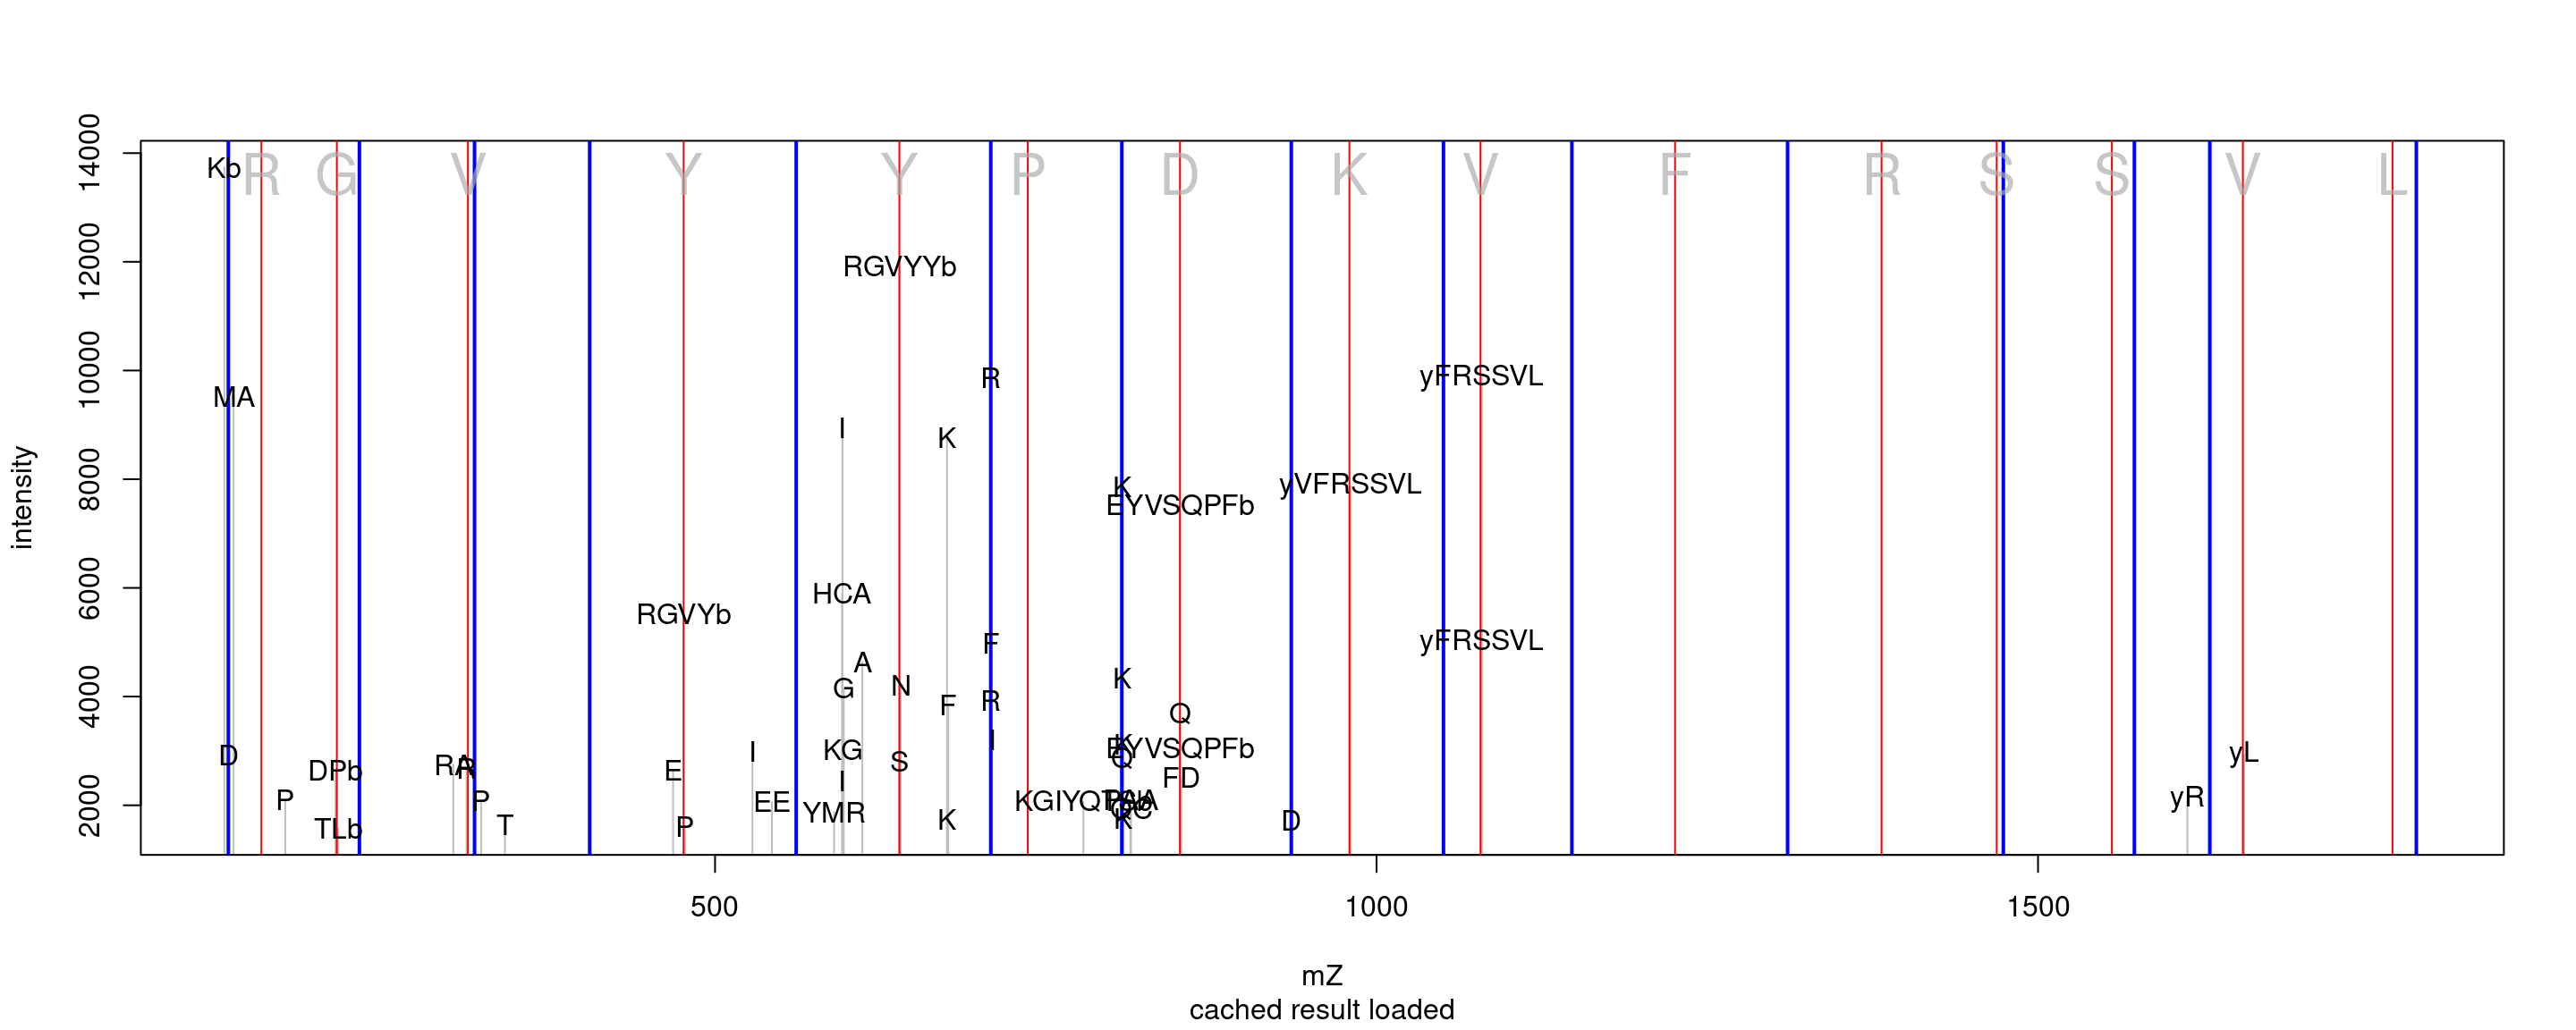 R G V Y Y P D K V F R S S V L
Kb
RGVYYb
R
yFRSSVL
MA
I
K
yVFRSSVL
K
EYVSQPFb
HCA
RGVYb
F
yFRSSVL
A
K
G
N
F
R
Q
I
K
EYVSQPFb
KG
I
D
Q
yL
S
RA
R
DPb
E
FD
I
P
P
EE
KGIYQT
yR
YMR
T
P
TLb
K
K
D
14000
12000
10000
8000
6000
4000
2000
intensity
500 1000 1500
mZ
cached result loaded